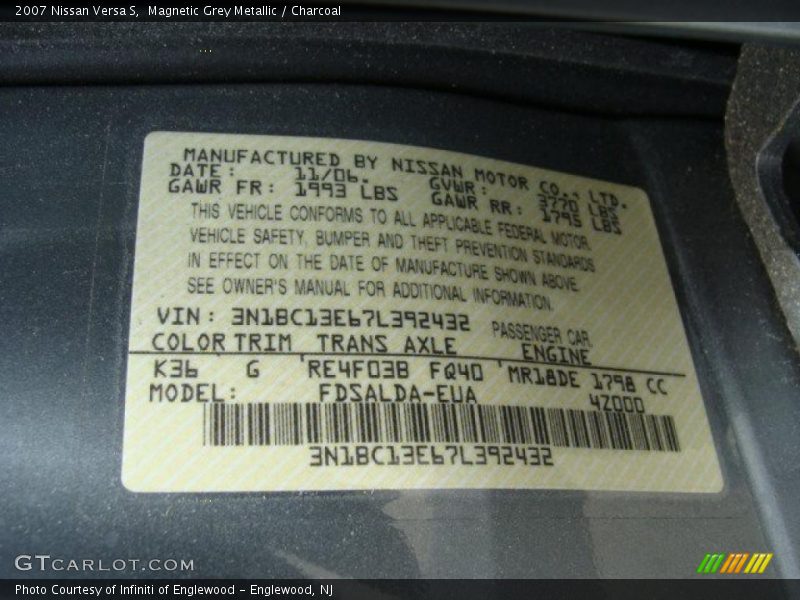 2007 Nissan Versa S, Magnetic Grey Metallic / Charcoal
MANUFACTURED BY NISSAN MOTOR CO., LTD.
DATE: 11/06. GVWR: 3770 LBS
GAWR FR: 1993 LBS GAWR RR: 1795 LBS
THIS VEHICLE CONFORMS TO ALL APPLICABLE FEDERAL MOTOR
VEHICLE SAFETY, BUMPER AND THEFT PREVENTION STANDARDS
IN EFFECT ON THE DATE OF MANUFACTURE SHOWN ABOVE.
SEE OWNER'S MANUAL FOR ADDITIONAL INFORMATION.
VIN: 3N1BC13E67L392432 PASSENGER CAR.
COLOR TRIM TRANS AXLE ENGINE
K36 G RE4F03B FQ40 MR18DE 1798 CC
MODEL: FDSALDA-EUA 4Z000
3N1BC13E67L392432
GTCARLOT.COM
Photo Courtesy of Infiniti of Englewood – Englewood, NJ